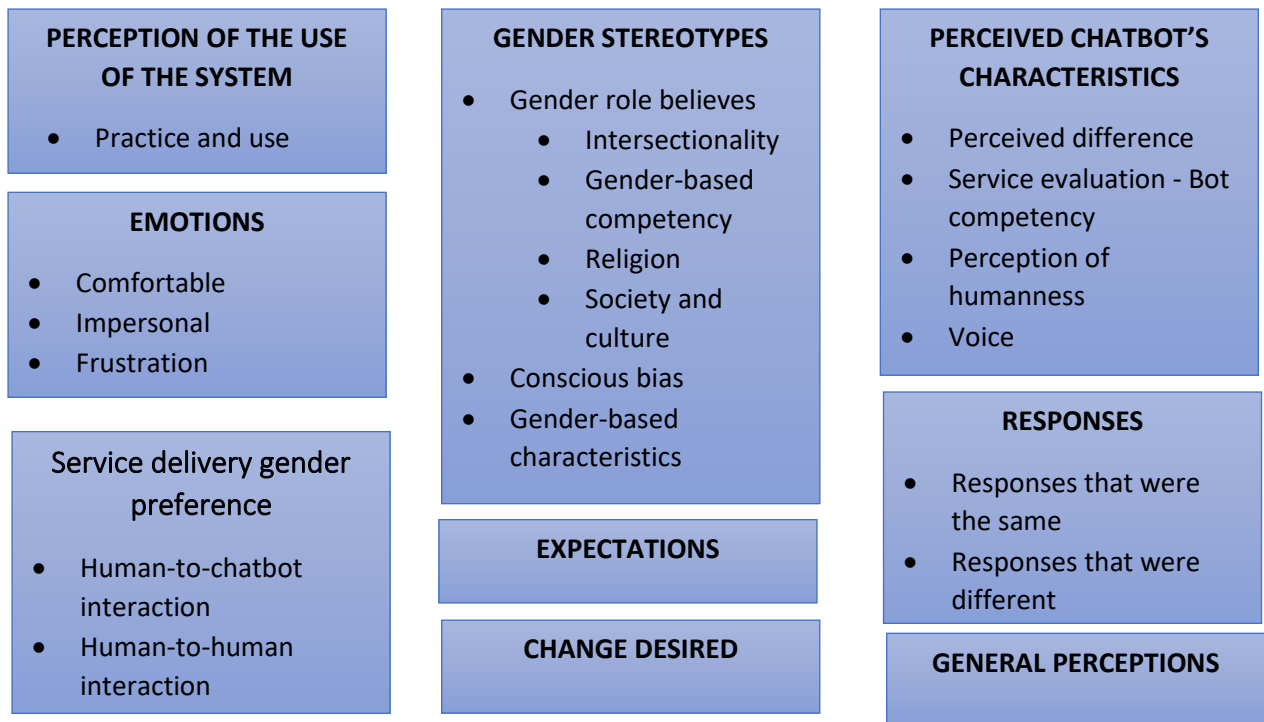 PERCEPTION OF THE USE
OF THE SYSTEM
• Practice and use
EMOTIONS
• Comfortable
• Impersonal
• Frustration
Service delivery gender
preference
• Human-to-chatbot
interaction
• Human-to-human
interaction
GENDER STEREOTYPES
• Gender role believes
• Intersectionality
• Gender-based
competency
• Religion
• Society and
culture
• Conscious bias
• Gender-based
characteristics
EXPECTATIONS
CHANGE DESIRED
PERCEIVED CHATBOT’S
CHARACTERISTICS
• Perceived difference
• Service evaluation - Bot
competency
• Perception of
humanness
• Voice
RESPONSES
• Responses that were
the same
• Responses that were
different
GENERAL PERCEPTIONS